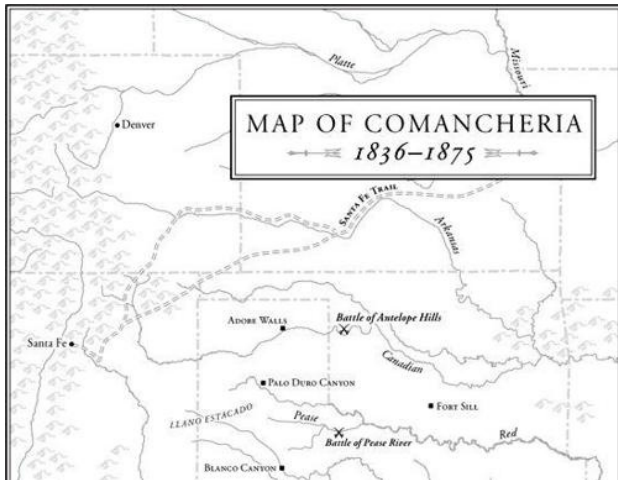 Platte
Missouri
Denver
MAP OF COMANCHERIA
1836–1875
SANTA FE TRAIL
Arkansas
ADOBE WALLS
Battle of Antelope Hills
Santa Fe
Canadian
PALO DURO CANYON
FORT SILL
LLANO ESTACADO
Pease
Red
Battle of Pease River
BLANCO CANYON